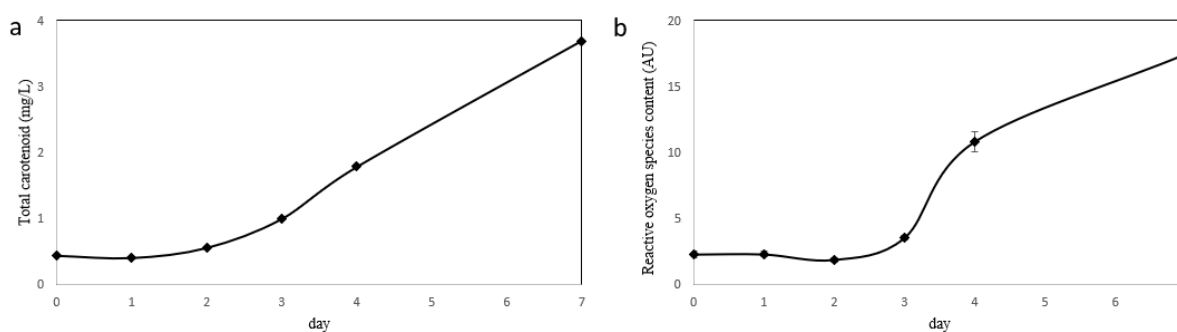 a
Total carotenoid (mg/L)
4
3
2
1
0
0 1 2 3 4 5 6 7
day
b
Reactive oxygen species content (AU)
20
15
10
5
0
0 1 2 3 4 5 6
day